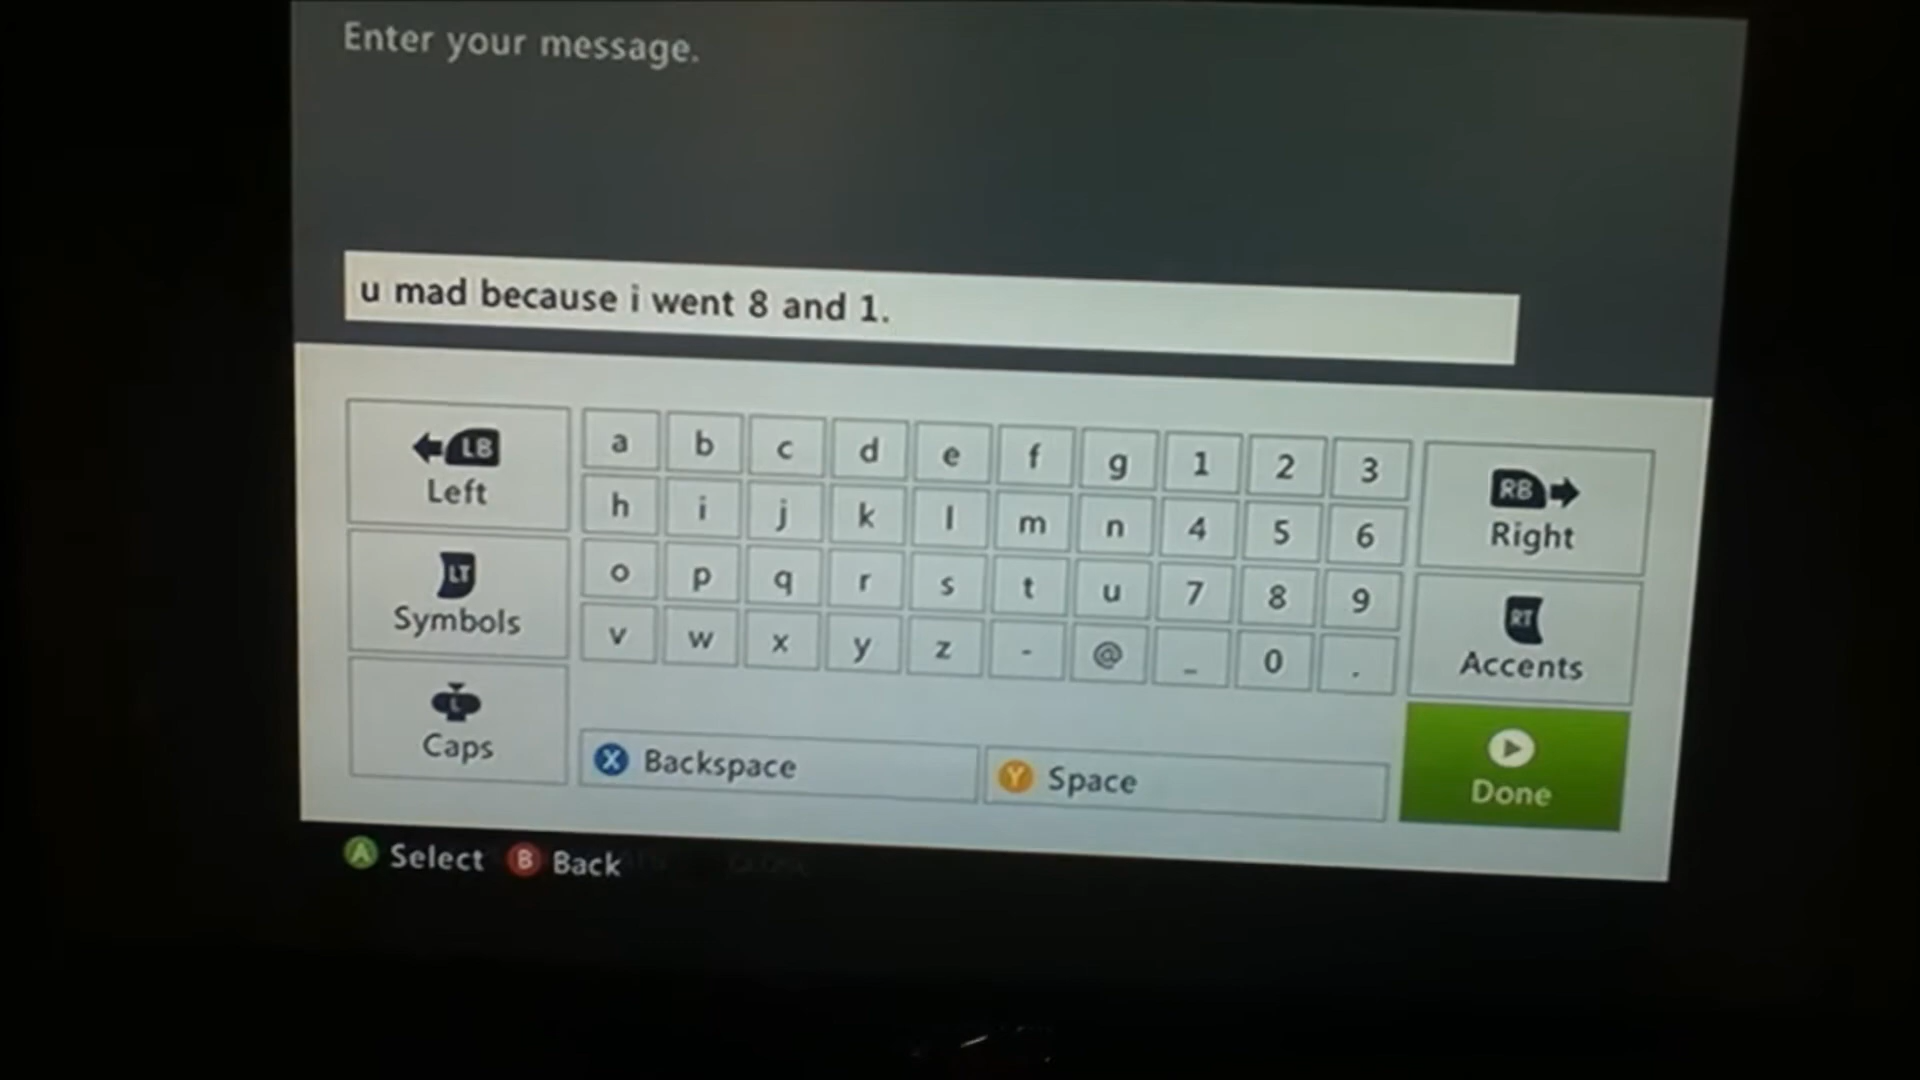 Enter your message.
u mad because i went 8 and 1.
LB
Left
a b c d e f g 1 2 3
RB
Right
h i j k l m n 4 5 6
LT
Symbols
o p q r s t u 7 8 9
RT
Accents
v w x y z - @ _ 0 .
L
Caps
X Backspace
Y Space
Done
A Select B Back